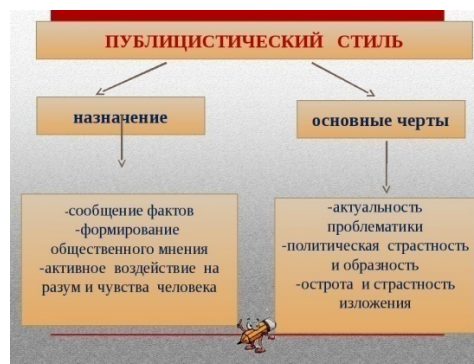 ПУБЛИЦИСТИЧЕСКИЙ СТИЛЬ
назначение
основные черты
-сообщение фактов
-формирование
общественного мнения
-активное воздействие на
разум и чувства человека
-актуальность
проблематики
-политическая страстность
и образность
-острота и страстность
изложения